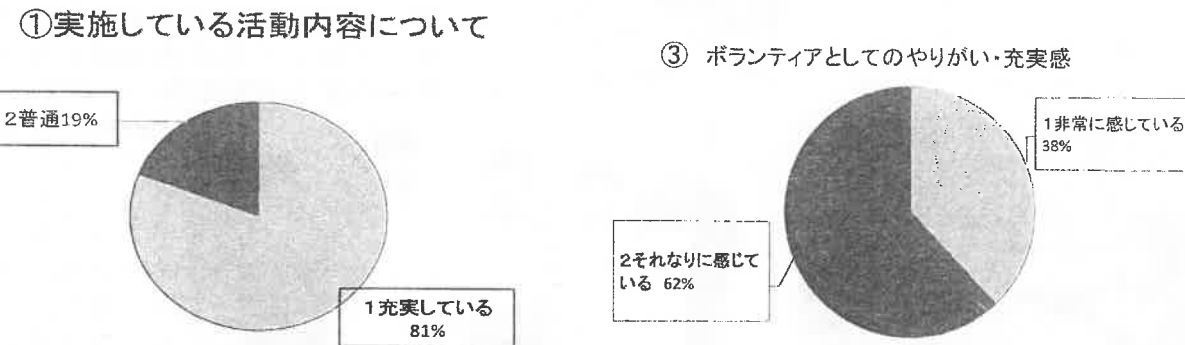 ①実施している活動内容について
2普通19%
1充実している
81%
③ ボランティアとしてのやりがい・充実感
1非常に感じている
38%
2それなりに感じて
いる 62%